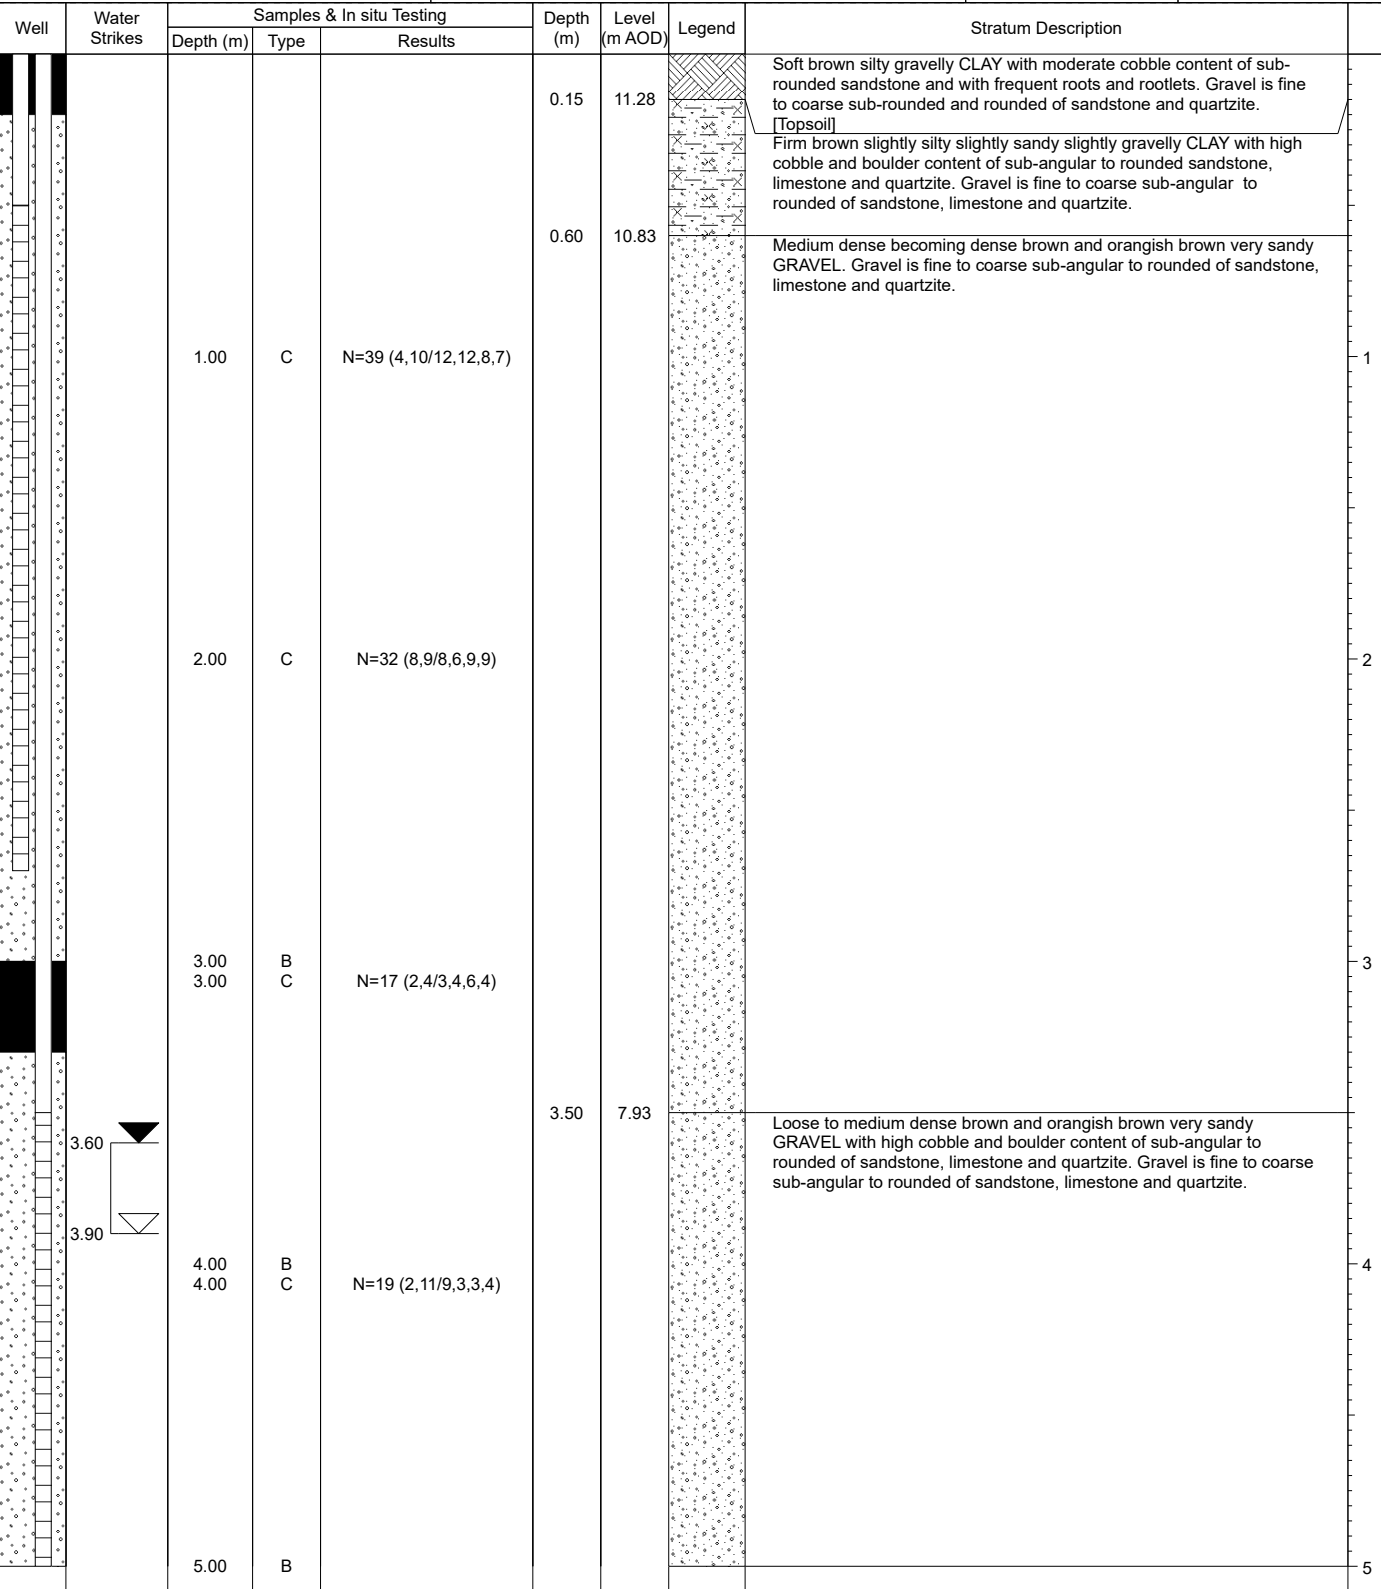 Well
Water
Strikes
Samples & In situ Testing
Depth (m)
Type
Results
Depth
(m)
Level
(m AOD)
Legend
Stratum Description
Soft brown silty gravelly CLAY with moderate cobble content of sub-
rounded sandstone and with frequent roots and rootlets. Gravel is fine
to coarse sub-rounded and rounded of sandstone and quartzite.
[Topsoil]
0.15 11.28
Firm brown slightly silty slightly sandy slightly gravelly CLAY with high
cobble and boulder content of sub-angular to rounded sandstone,
limestone and quartzite. Gravel is fine to coarse sub-angular to
rounded of sandstone, limestone and quartzite.
0.60 10.83
Medium dense becoming dense brown and orangish brown very sandy
GRAVEL. Gravel is fine to coarse sub-angular to rounded of sandstone,
limestone and quartzite.
1.00 C N=39 (4,10/12,12,8,7) 1
2.00 C N=32 (8,9/8,6,9,9) 2
3.00 B 3
3.00 C N=17 (2,4/3,4,6,4)
3.50 7.93
Loose to medium dense brown and orangish brown very sandy
GRAVEL with high cobble and boulder content of sub-angular to
rounded of sandstone, limestone and quartzite. Gravel is fine to coarse
sub-angular to rounded of sandstone, limestone and quartzite.
3.60
3.90
4.00 B 4
4.00 C N=19 (2,11/9,3,3,4)
5.00 B 5